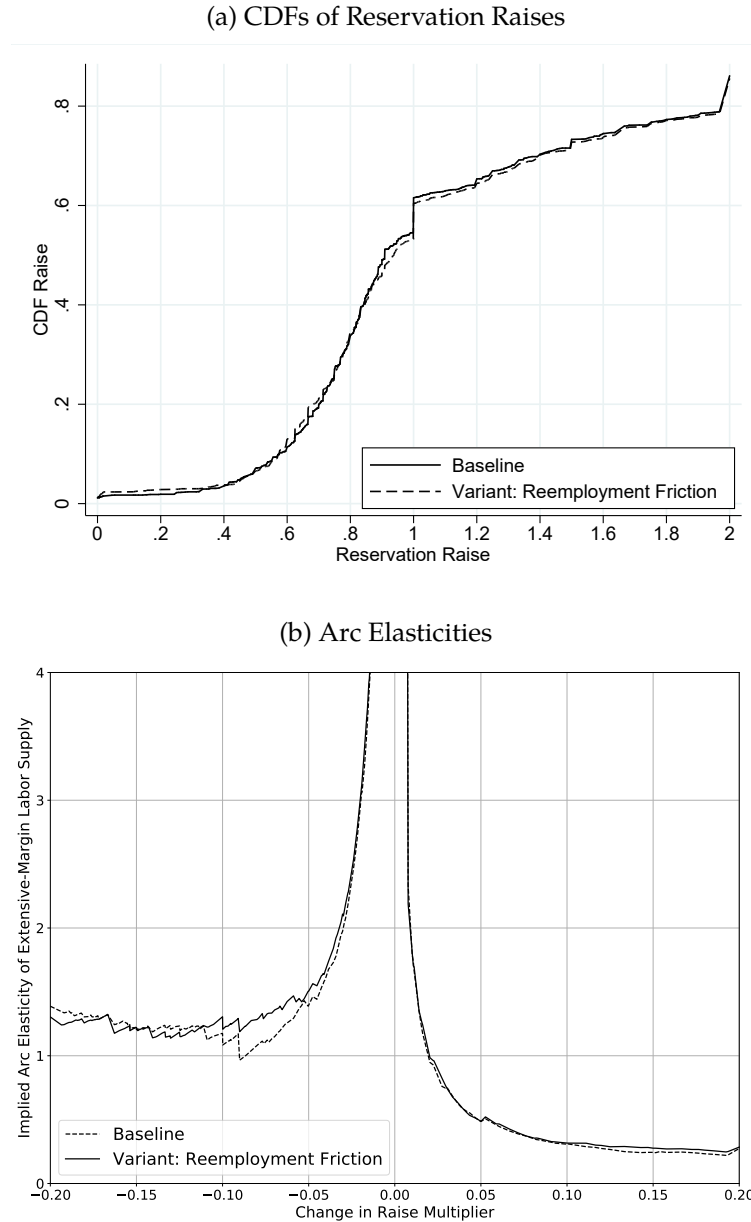 (a) CDFs of Reservation Raises
CDF Raise
.8
.6
.4
.2
0
0 .2 .4 .6 .8 1 1.2 1.4 1.6 1.8 2
Reservation Raise
Baseline
Variant: Reemployment Friction
(b) Arc Elasticities
Implied Arc Elasticity of Extensive-Margin Labor Supply
4
3
2
1
0
Baseline
Variant: Reemployment Friction
−0.20 −0.15 −0.10 −0.05 0.00 0.05 0.10 0.15 0.20
Change in Raise Multiplier